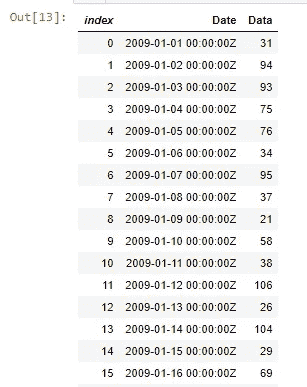 Out[13]:
index Date Data
0 2009-01-01 00:00:00Z 31
1 2009-01-02 00:00:00Z 94
2 2009-01-03 00:00:00Z 93
3 2009-01-04 00:00:00Z 75
4 2009-01-05 00:00:00Z 76
5 2009-01-06 00:00:00Z 34
6 2009-01-07 00:00:00Z 95
7 2009-01-08 00:00:00Z 37
8 2009-01-09 00:00:00Z 21
9 2009-01-10 00:00:00Z 58
10 2009-01-11 00:00:00Z 38
11 2009-01-12 00:00:00Z 106
12 2009-01-13 00:00:00Z 26
13 2009-01-14 00:00:00Z 104
14 2009-01-15 00:00:00Z 29
15 2009-01-16 00:00:00Z 69